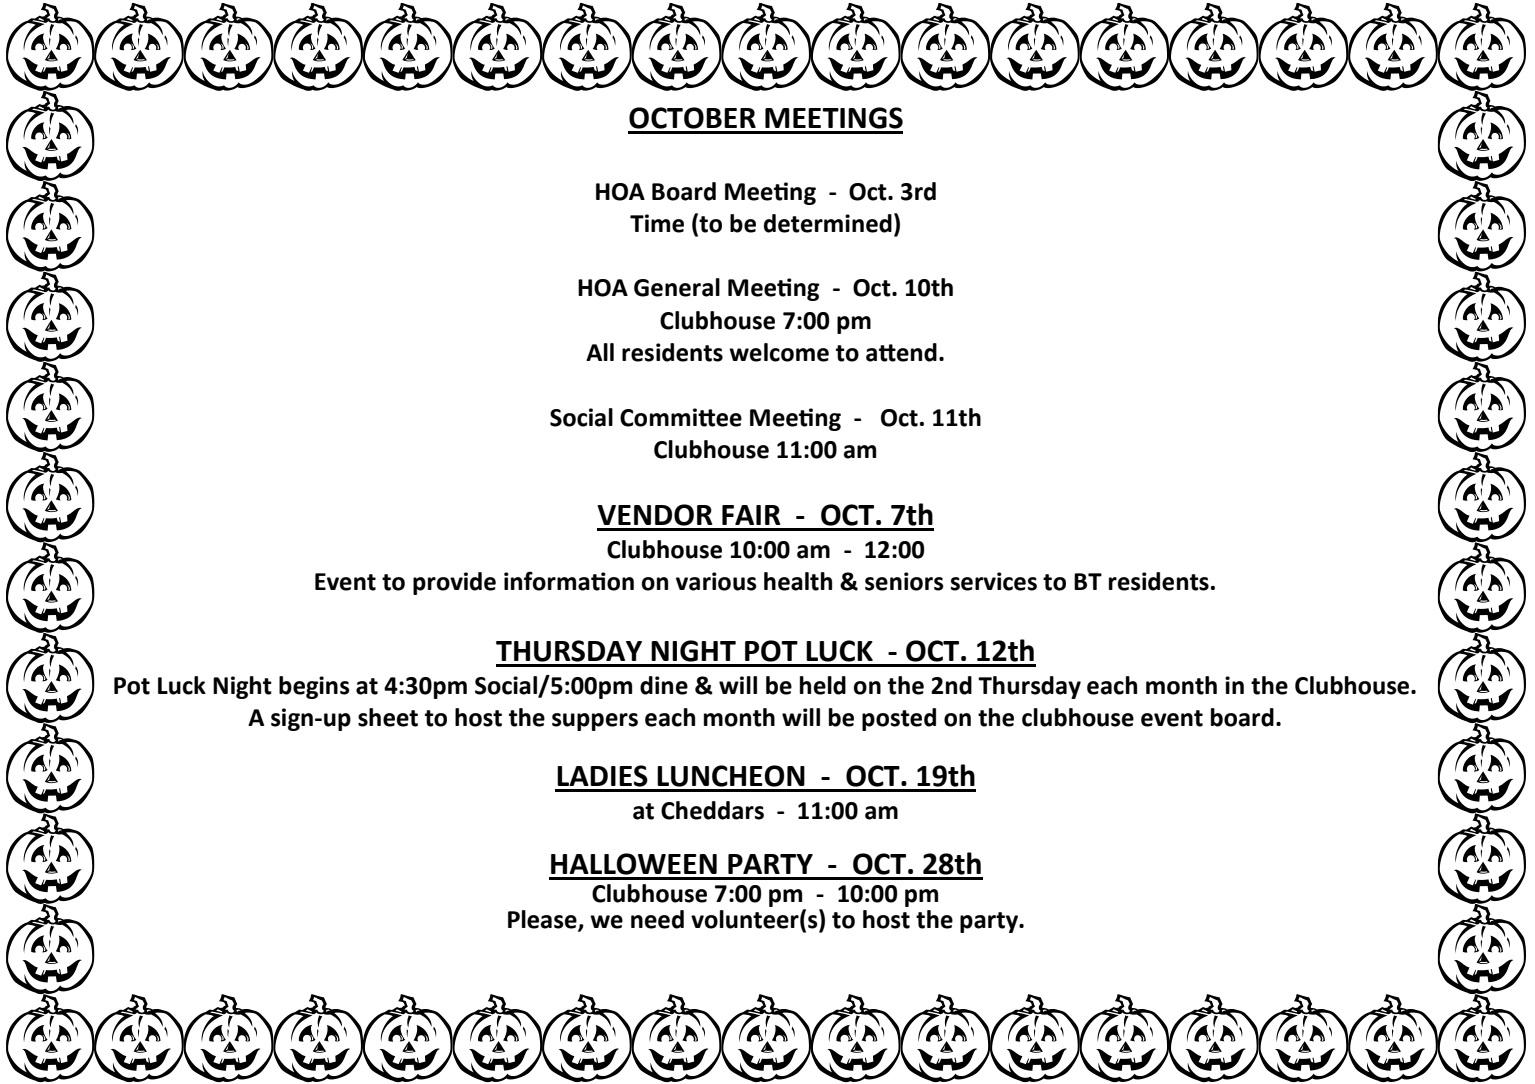 OCTOBER MEETINGS
HOA Board Meeting - Oct. 3rd
Time (to be determined)
HOA General Meeting - Oct. 10th
Clubhouse 7:00 pm
All residents welcome to attend.
Social Committee Meeting - Oct. 11th
Clubhouse 11:00 am
VENDOR FAIR - OCT. 7th
Clubhouse 10:00 am - 12:00
Event to provide information on various health & seniors services to BT residents.
THURSDAY NIGHT POT LUCK - OCT. 12th
Pot Luck Night begins at 4:30pm Social/5:00pm dine & will be held on the 2nd Thursday each month in the Clubhouse.
A sign-up sheet to host the suppers each month will be posted on the clubhouse event board.
LADIES LUNCHEON - OCT. 19th
at Cheddars - 11:00 am
HALLOWEEN PARTY - OCT. 28th
Clubhouse 7:00 pm - 10:00 pm
Please, we need volunteer(s) to host the party.